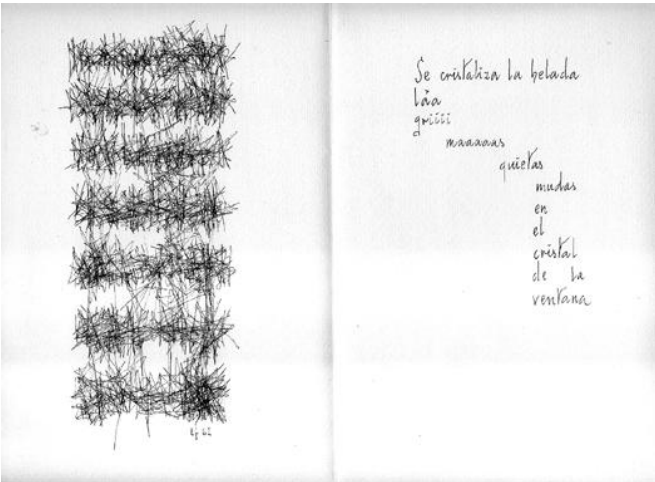 Se cristaliza la helada
láa
griiii
maaaaas
quietas
mudas
en
el
cristal
de la
ventana